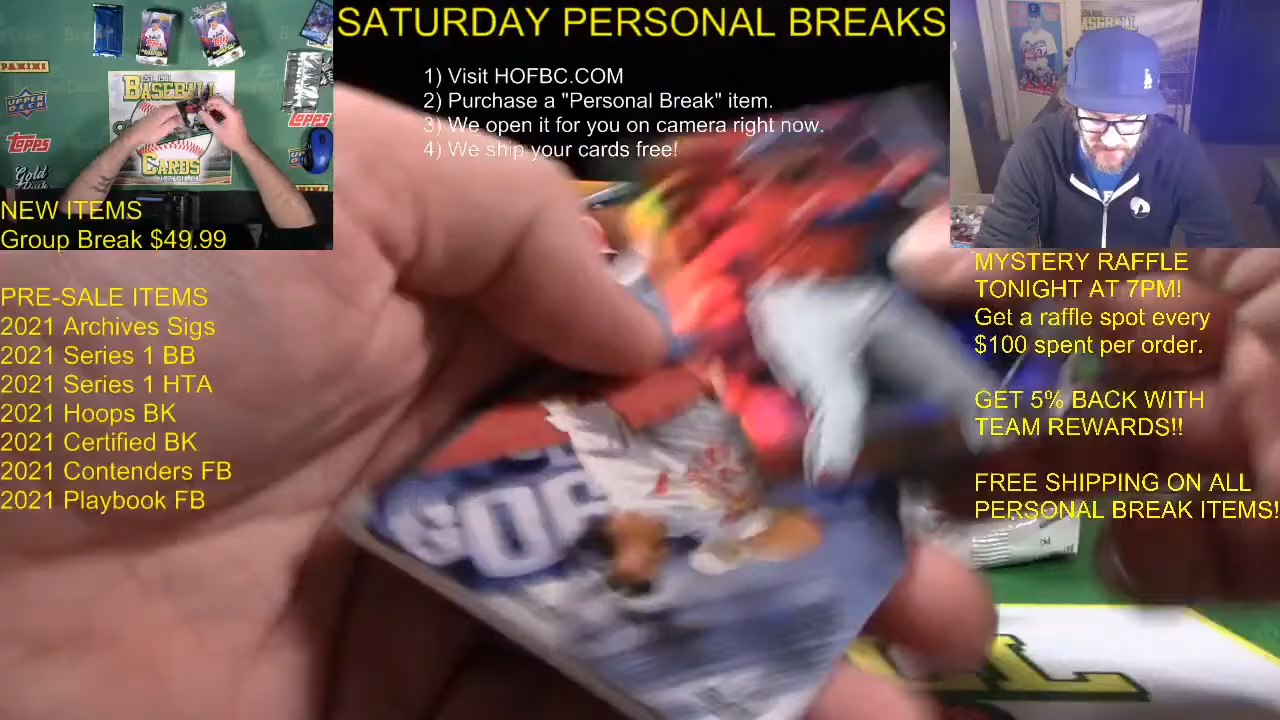 SATURDAY PERSONAL BREAKS
1) Visit HOFBC.COM
2) Purchase a "Personal Break" item.
3) We open it for you on camera right now.
4) We ship your cards free!
PANINI
UPPER
DECK
TOPPS
Gold
EST. 1981
BASEBALL
CARDS
TOPPS
BASEBALL
NEW ITEMS
Group Break $49.99
PRE-SALE ITEMS
2021 Archives Sigs
2021 Series 1 BB
2021 Series 1 HTA
2021 Hoops BK
2021 Certified BK
2021 Contenders FB
2021 Playbook FB
MYSTERY RAFFLE
TONIGHT AT 7PM!
Get a raffle spot every
$100 spent per order.
GET 5% BACK WITH
TEAM REWARDS!!
FREE SHIPPING ON ALL
PERSONAL BREAK ITEMS!